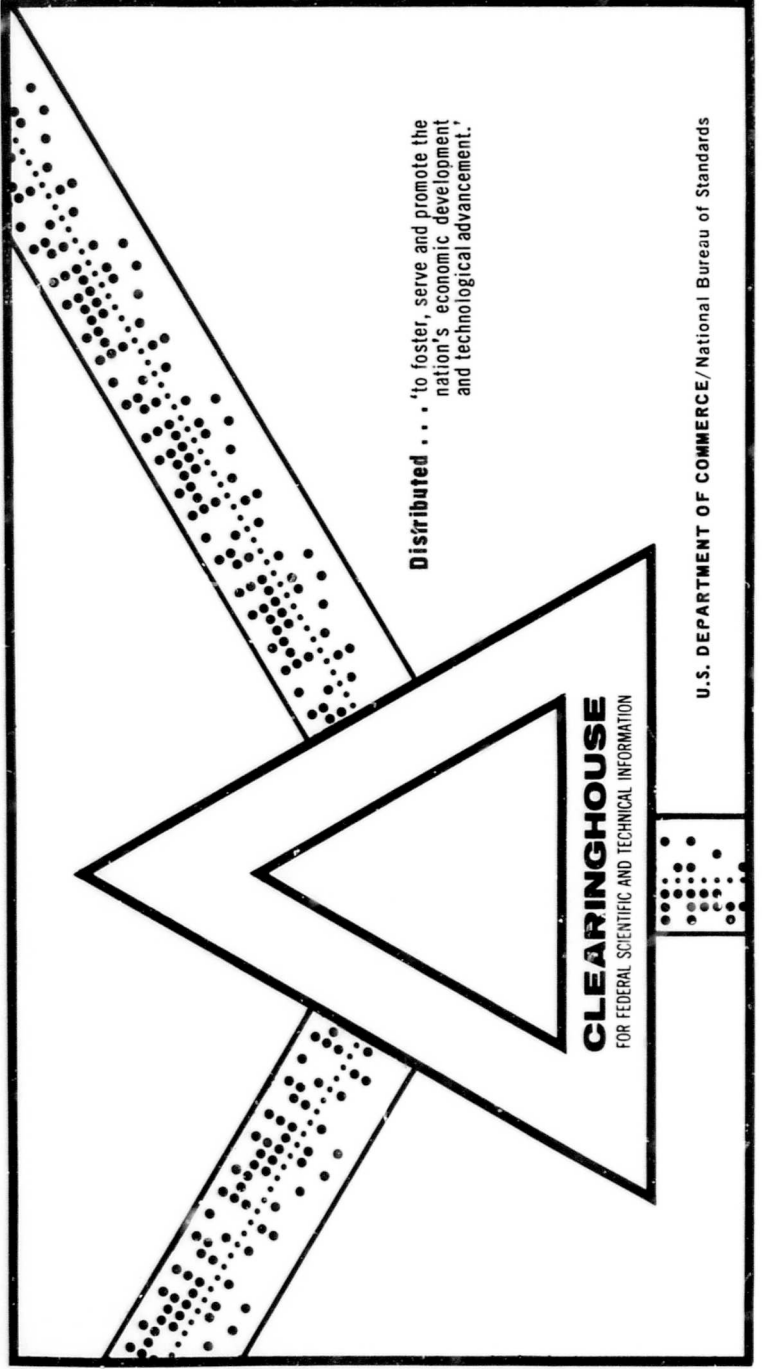 Distributed . . . 'to foster, serve and promote the
nation's economic development
and technological advancement.'
CLEARINGHOUSE
FOR FEDERAL SCIENTIFIC AND TECHNICAL INFORMATION
U.S. DEPARTMENT OF COMMERCE/National Bureau of Standards